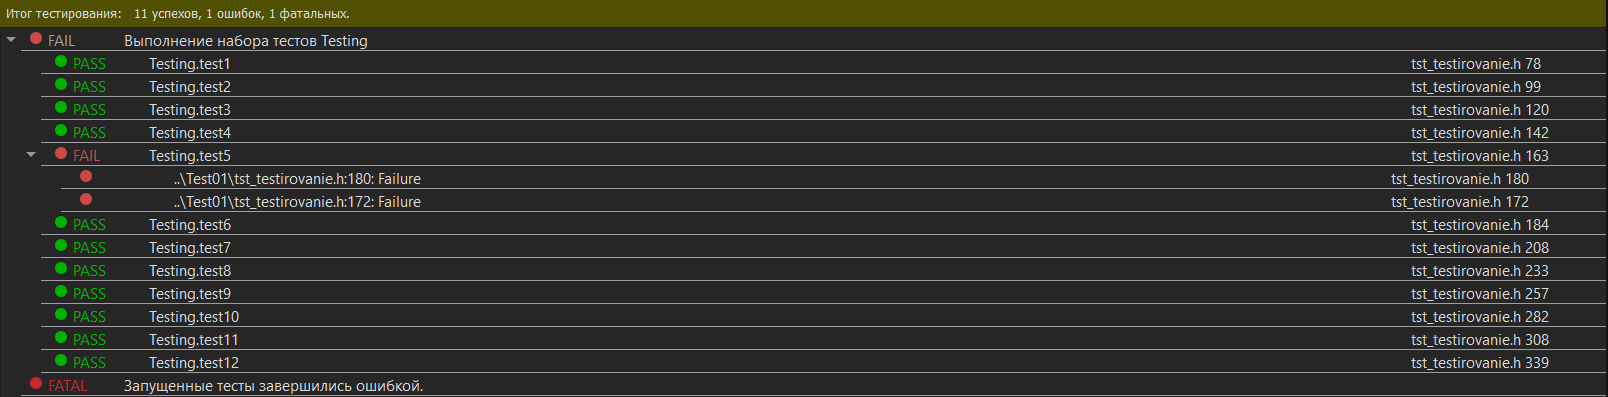 Итог тестирования: 11 успехов, 1 ошибок, 1 фатальных.
FAIL Выполнение набора тестов Testing
PASS Testing.test1 tst_testirovanie.h 78
PASS Testing.test2 tst_testirovanie.h 99
PASS Testing.test3 tst_testirovanie.h 120
PASS Testing.test4 tst_testirovanie.h 142
FAIL Testing.test5 tst_testirovanie.h 163
..\Test01\tst_testirovanie.h:180: Failure tst_testirovanie.h 180
..\Test01\tst_testirovanie.h:172: Failure tst_testirovanie.h 172
PASS Testing.test6 tst_testirovanie.h 184
PASS Testing.test7 tst_testirovanie.h 208
PASS Testing.test8 tst_testirovanie.h 233
PASS Testing.test9 tst_testirovanie.h 257
PASS Testing.test10 tst_testirovanie.h 282
PASS Testing.test11 tst_testirovanie.h 308
PASS Testing.test12 tst_testirovanie.h 339
FATAL Запущенные тесты завершились ошибкой.